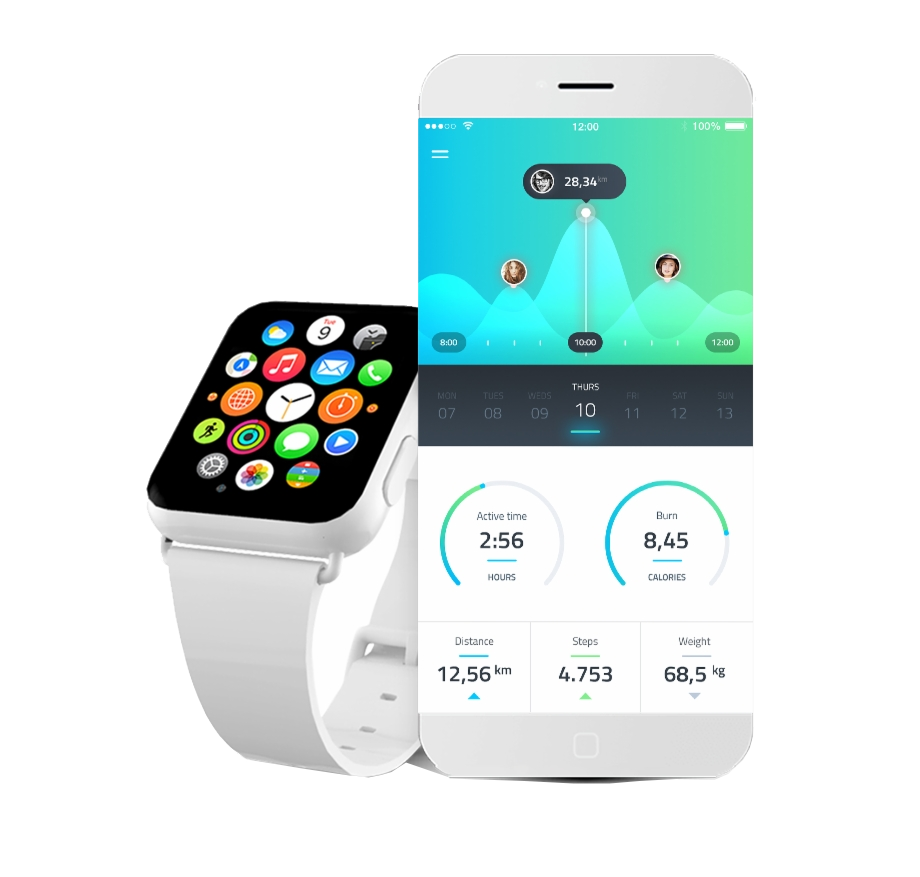 12:00
100%
28,34 km
8:00
10:00
12:00
MON TUES WEDS THURS FRI SAT SUN
07 08 09 10 11 12 13
Active time
2:56
HOURS
Burn
8,45
CALORIES
Distance
12,56 km
Steps
4.753
Weight
68,5 kg
Tue
9